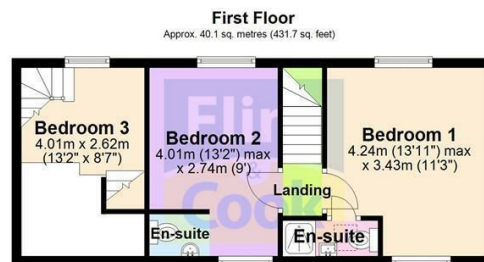 First Floor
Approx. 40.1 sq. metres (431.7 sq. feet)
Bedroom 3
4.01m x 2.62m
(13'2" x 8'7")
Bedroom 2
4.01m (13'2") max
x 2.74m (9')
Bedroom 1
4.24m (13'11") max
x 3.43m (11'3")
Landing
En-suite
En-suite
&
Cook